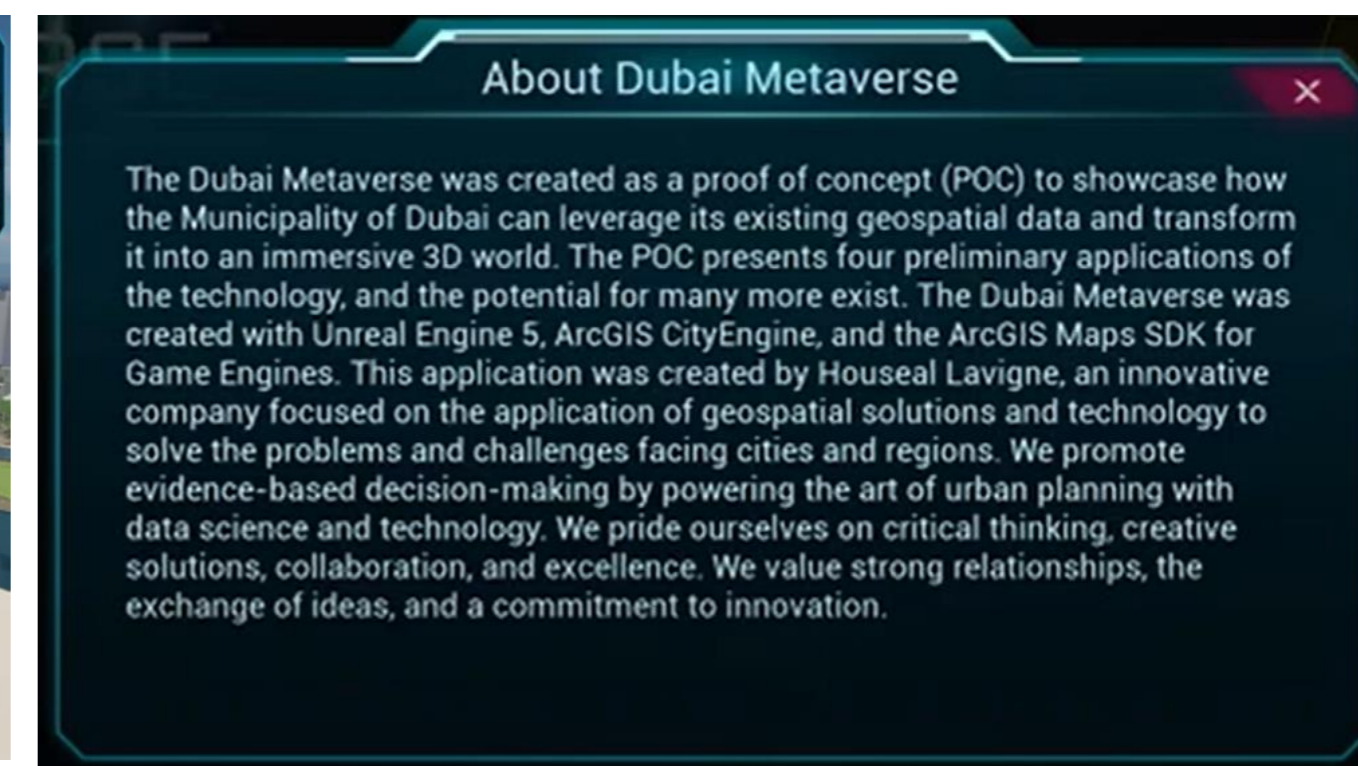 About Dubai Metaverse
The Dubai Metaverse was created as a proof of concept (POC) to showcase how
the Municipality of Dubai can leverage its existing geospatial data and transform
it into an immersive 3D world. The POC presents four preliminary applications of
the technology, and the potential for many more exist. The Dubai Metaverse was
created with Unreal Engine 5, ArcGIS CityEngine, and the ArcGIS Maps SDK for
Game Engines. This application was created by Houseal Lavigne, an innovative
company focused on the application of geospatial solutions and technology to
solve the problems and challenges facing cities and regions. We promote
evidence-based decision-making by powering the art of urban planning with
data science and technology. We pride ourselves on critical thinking, creative
solutions, collaboration, and excellence. We value strong relationships, the
exchange of ideas, and a commitment to innovation.